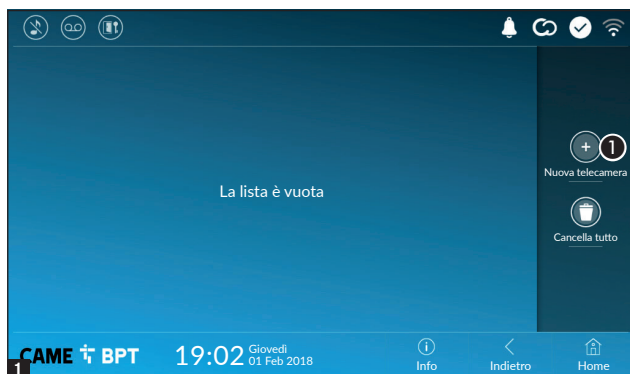 1
Nuova telecamera
La lista è vuota
Cancella tutto
CAME BPT 19:02 Giovedì
01 Feb 2018
Info Indietro Home
1